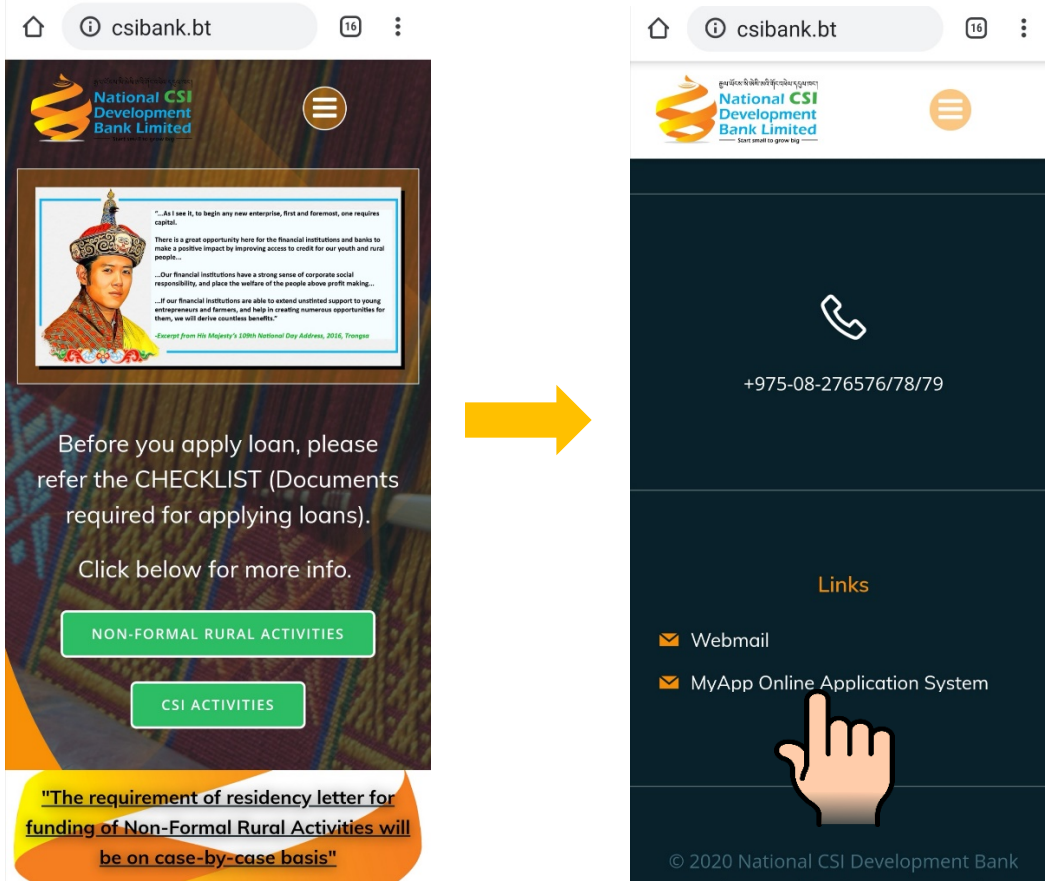 csibank.bt
16
National CSI
Development
Bank Limited
Start small to grow big
"...As I see it, to begin any new enterprise, first and foremost, one requires
capital.
There is a great opportunity here for the financial institutions and banks to
make a positive impact by improving access to credit for our youth and rural
people...
...Our financial institutions have a strong sense of corporate social
responsibility, and place the welfare of the people above profit making...
...If our financial institutions are able to extend unstinted support to young
entrepreneurs and farmers, and help in creating numerous opportunities for
them, we will derive countless benefits."
-Excerpt from His Majesty's 109th National Day Address, 2016, Trongsa
Before you apply loan, please
refer the CHECKLIST (Documents
required for applying loans).
Click below for more info.
NON-FORMAL RURAL ACTIVITIES
CSI ACTIVITIES
"The requirement of residency letter for
funding of Non-Formal Rural Activities will
be on case-by-case basis"
csibank.bt
16
National CSI
Development
Bank Limited
Start small to grow big
+975-08-276576/78/79
Links
Webmail
MyApp Online Application System
© 2020 National CSI Development Bank